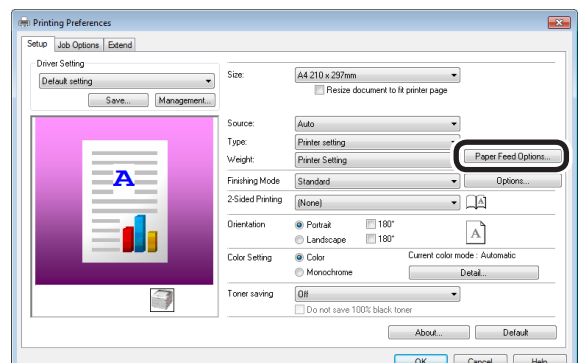 Printing Preferences
Setup Job Options Extend
Driver Setting
Default setting
Save... Management...
Size: A4 210 x 297mm
Resize document to fit printer page
Source: Auto
Type: Printer setting
Weight: Printer Setting
Paper Feed Options...
Finishing Mode Standard Options...
2-Sided Printing (None)
Orientation Portrait 180°
Landscape 180°
A
A
Color Setting Color Current color mode : Automatic
Monochrome Detail...
Toner saving Off
Do not save 100% black toner
About... Default
OK Cancel Help